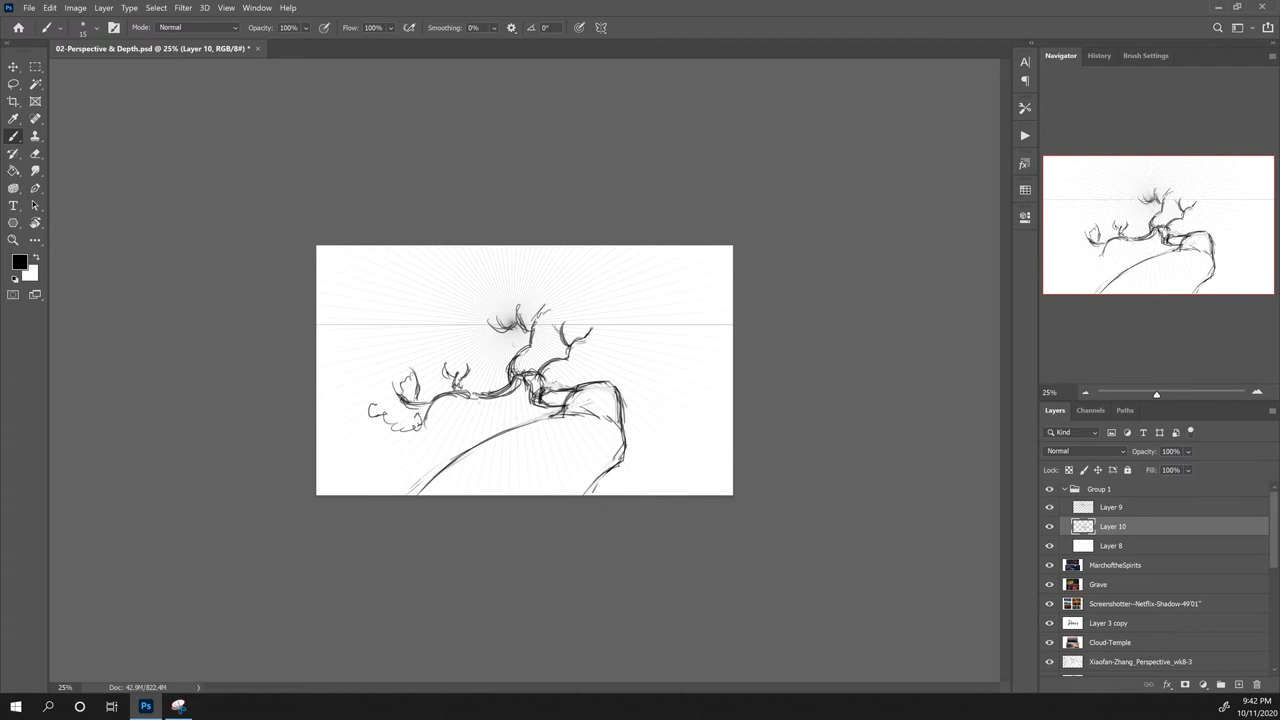 Ps File Edit Image Layer Type Select Filter 3D View Window Help
15 Mode: Normal Opacity: 100% Flow: 100% Smoothing: 0% 0°
02-Perspective & Depth.psd @ 25% (Layer 10, RGB/8#) * ×
Navigator History Brush Settings
25%
Layers Channels Paths
Kind
Normal Opacity: 100%
Lock: Fill: 100%
Group 1
Layer 9
Layer 10
Layer 8
MarchoftheSpirits
Grave
Screenshotter--Netflix-Shadow-49'01"
Layer 3 copy
Cloud-Temple
Xiaofan-Zhang_Perspective_wk8-3
25% Doc: 42.9M/822.4M
Ps
9:42 PM
10/11/2020